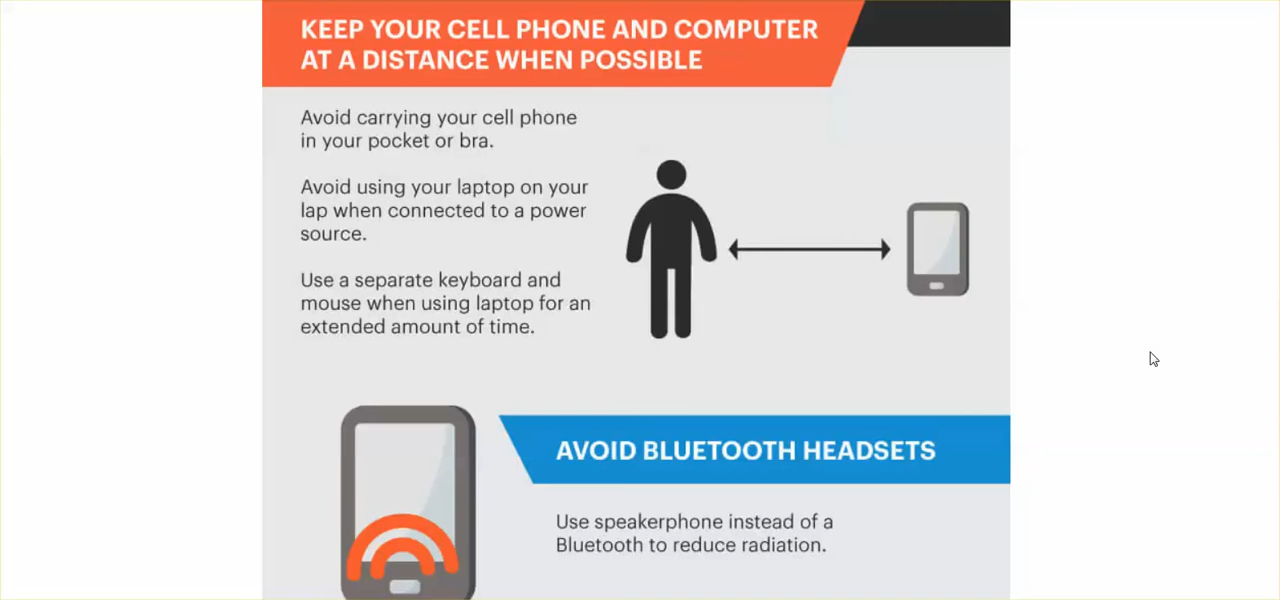 KEEP YOUR CELL PHONE AND COMPUTER
AT A DISTANCE WHEN POSSIBLE
Avoid carrying your cell phone
in your pocket or bra.
Avoid using your laptop on your
lap when connected to a power
source.
Use a separate keyboard and
mouse when using laptop for an
extended amount of time.
AVOID BLUETOOTH HEADSETS
Use speakerphone instead of a
Bluetooth to reduce radiation.